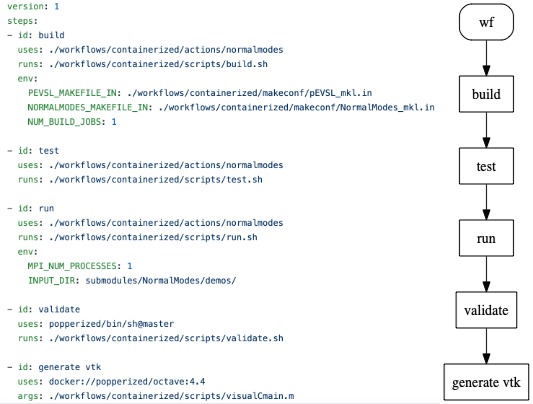 version: 1
steps:
- id: build
  uses: ./workflows/containerized/actions/normalmodes
  runs: ./workflows/containerized/scripts/build.sh
  env:
    PEVSL_MAKEFILE_IN: ./workflows/containerized/makeconf/pEVSL_mkl.in
    NORMALMODES_MAKEFILE_IN: ./workflows/containerized/makeconf/NormalModes_mkl.in
    NUM_BUILD_JOBS: 1
- id: test
  uses: ./workflows/containerized/actions/normalmodes
  runs: ./workflows/containerized/scripts/test.sh
- id: run
  uses: ./workflows/containerized/actions/normalmodes
  runs: ./workflows/containerized/scripts/run.sh
  env:
    MPI_NUM_PROCESSES: 1
    INPUT_DIR: submodules/NormalModes/demos/
- id: validate
  uses: popperized/bin/sh@master
  runs: ./workflows/containerized/scripts/validate.sh
- id: generate vtk
  uses: docker://popperized/octave:4.4
  args: ./workflows/containerized/scripts/visualCmain.m
wf
build
test
run
validate
generate vtk